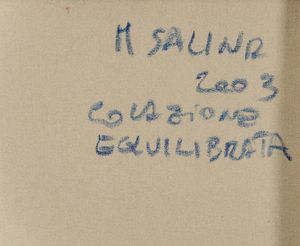 M SALINA
2003
COLAZIONE
EQUILIBRATA